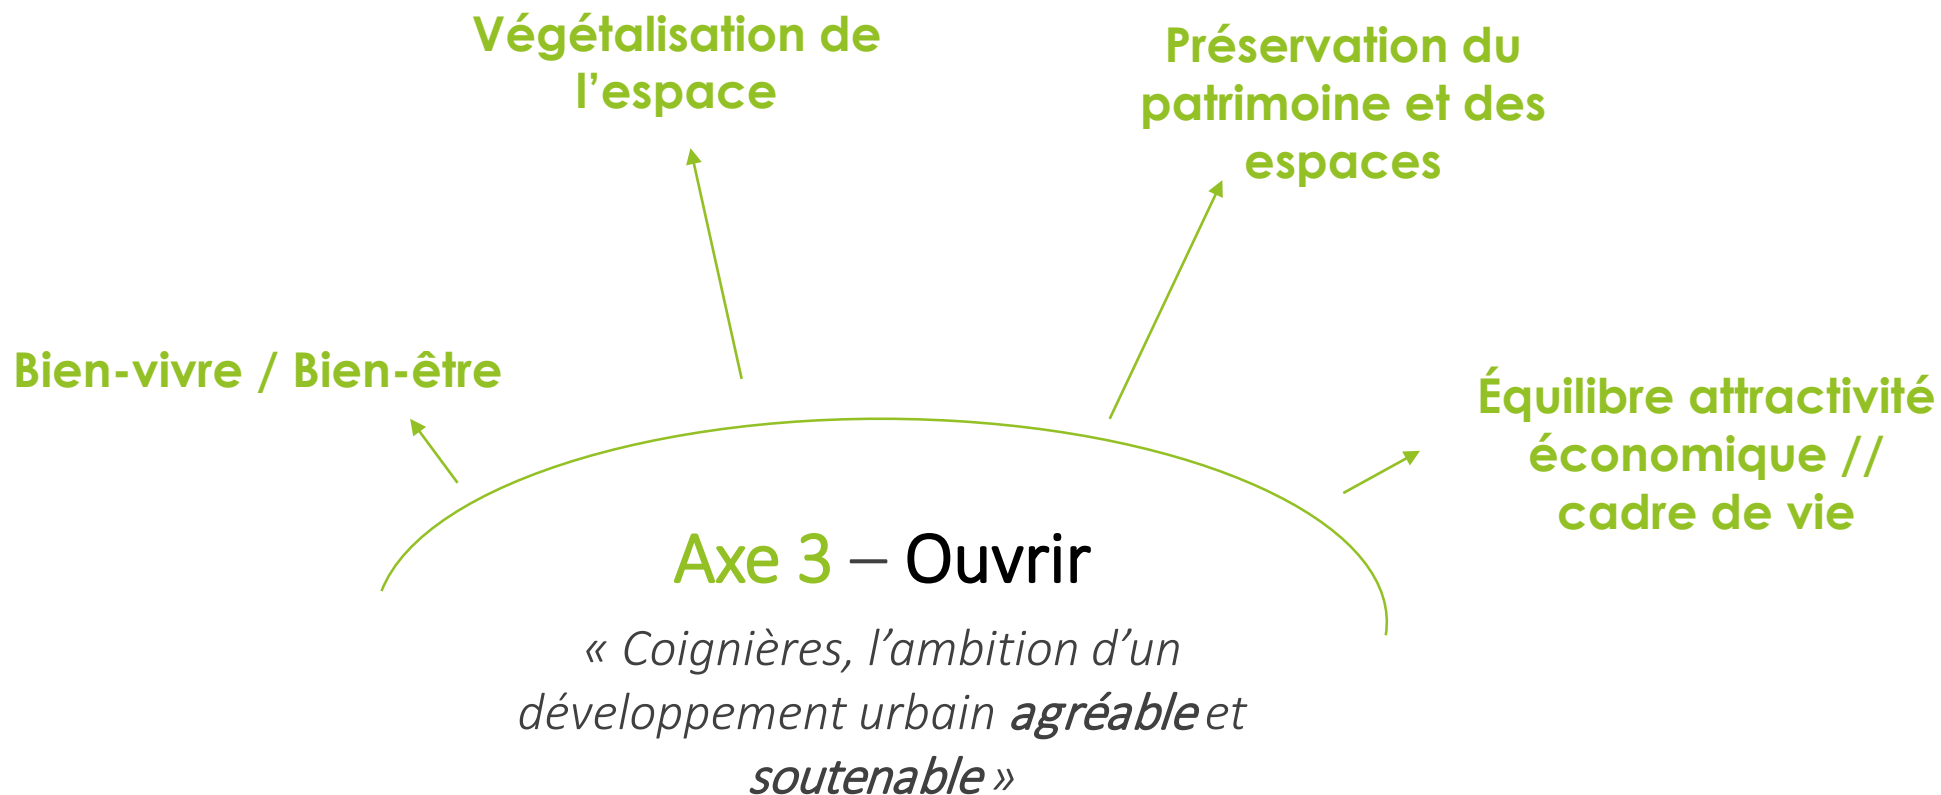 Végétalisation de
l’espace
Préservation du
patrimoine et des
espaces
Bien-vivre / Bien-être
Équilibre attractivité
économique //
cadre de vie
Axe 3 – Ouvrir
« Coignières, l’ambition d’un
développement urbain agréable et
soutenable »